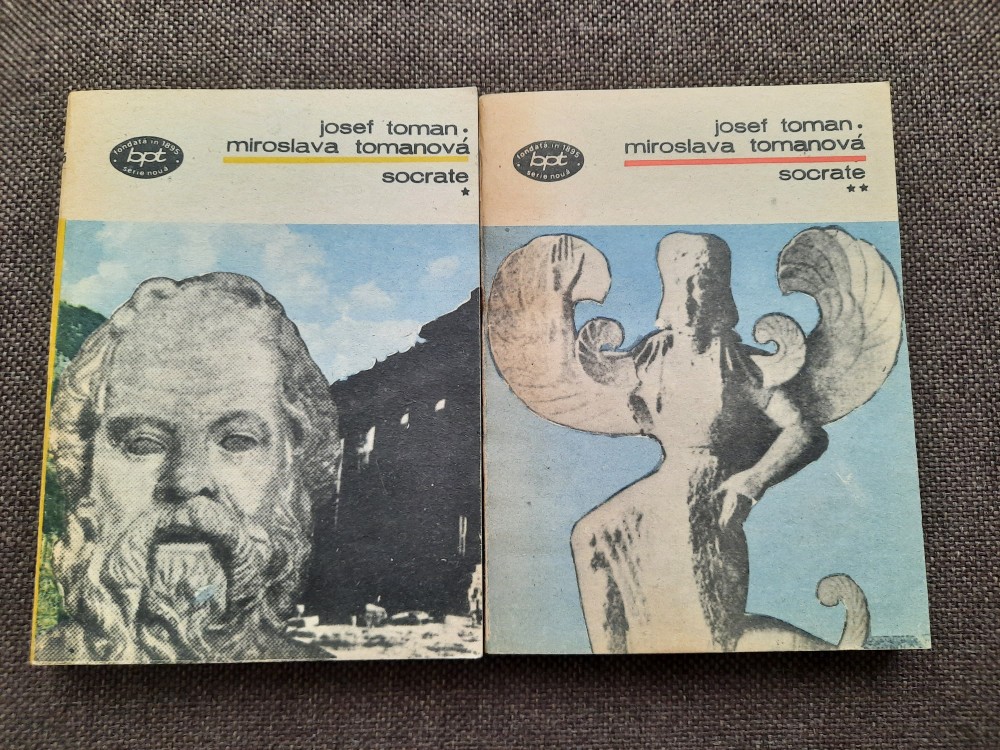 josef toman.
miroslava tomanová
socrate
*
fondată în 1895
bpt
serie nouă
josef toman.
miroslava tomanová
socrate
**
fondată în 1895
bpt
serie nouă